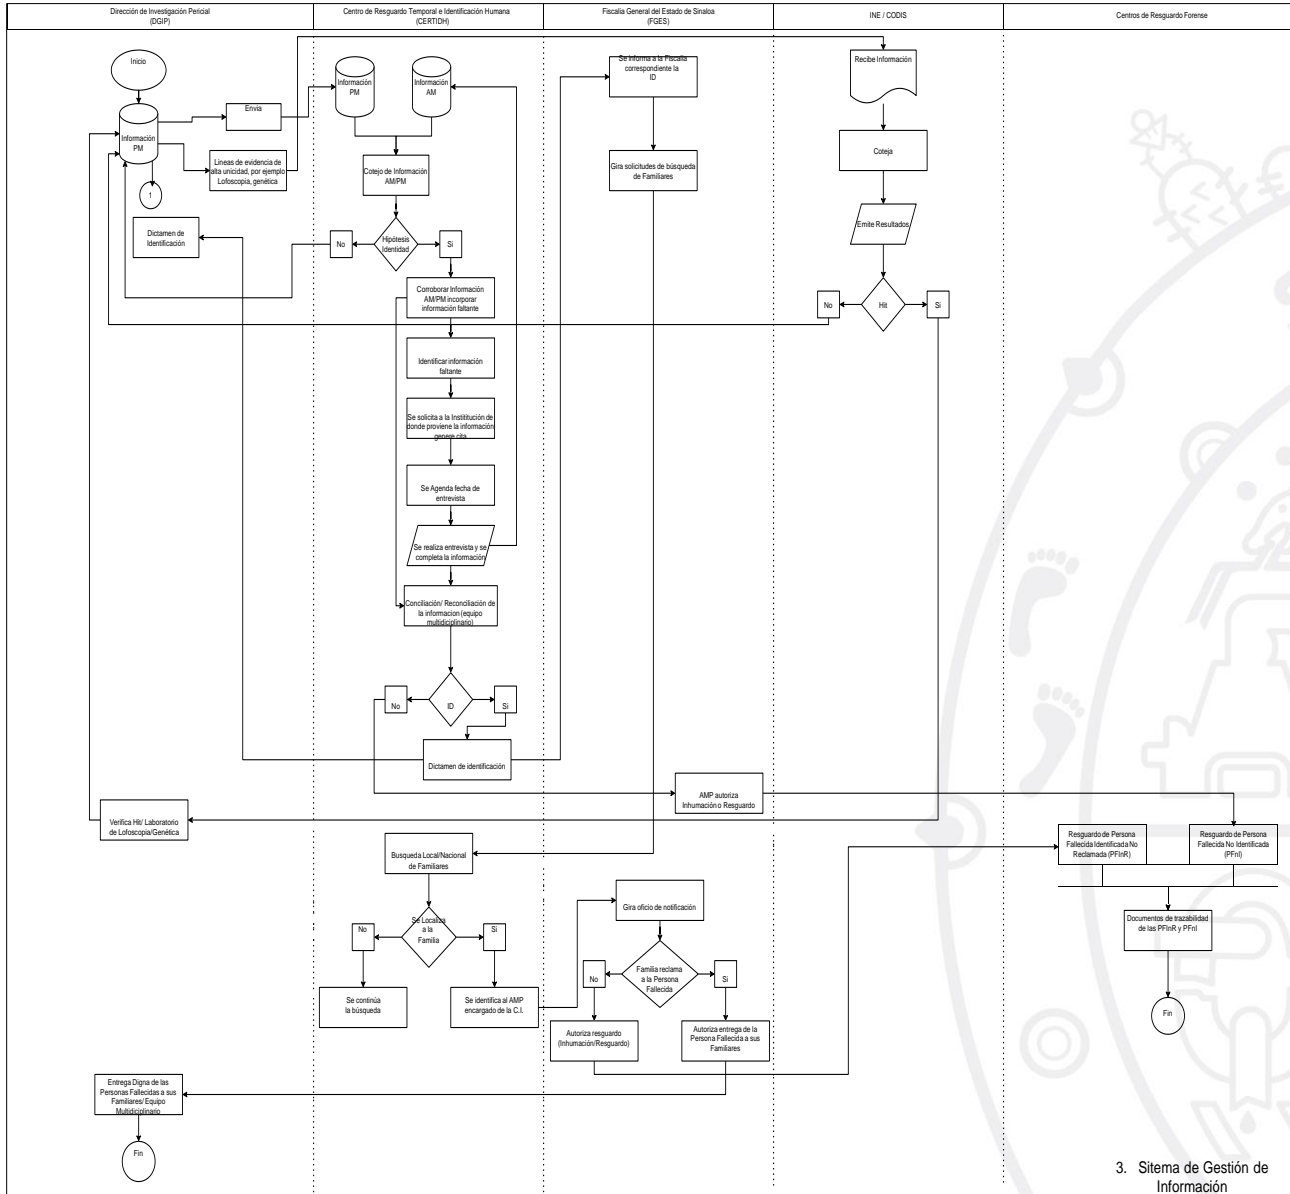 Dirección de Investigación Pericial
(DGIP)
Centro de Resguardo Temporal e Identificación Humana
(CERTIDH)
Fiscalía General del Estado de Sinaloa
(FGES)
INE / CODIS
Centros de Resguardo Forense
Inicio
Información
PM
Envía
Lineas de evidencia de
alta unicidad, por ejemplo
Lofoscopia, genética
1
Dictamen de
Identificación
Información
PM
Información
AM
Cotejo de Información
AM/PM
Hipótesis
Identidad
No
Si
Corroborar Información
AM/PM incorporar
información faltante
Identificar información
faltante
Se solicita a la Institiución de
donde proviene la información
genere cita
Se Agenda fecha de
entrevista
Se realiza entrevista y se
completa la información
Conciliación/ Reconciliación de
la informacion (equipo
multidiciplinario)
ID
No
Si
Dictamen de identificación
Se informa a la Fiscalía
correspondiente la
ID
Gira solicitudes de búsqueda
de Familiares
Recibe Información
Coteja
Emite Resultados
Hit
No
Si
AMP autoriza
Inhumación o Resguardo
Verifica Hit/ Laboratorio
de Lofoscopia/Genética
Busqueda Local/Nacional
de Familiares
Se Localiza
a la
Familia
No
Si
Se continúa
la búsqueda
Se identifica al AMP
encargado de la C.I.
Gira oficio de notificación
Familia reclama
a la Persona
Fallecida
No
Si
Autoriza resguardo
(Inhumación/Resguardo)
Autoriza entrega de la
Persona Fallecida a sus
Familiares
Resguardo de Persona
Fallecida Identificada No
Reclamada (PFInR)
Resguardo de Persona
Fallecida No Identificada
(PFnI)
Documentos de trazabilidad
de las PFInR y PFnI
Fin
Entrega Digna de las
Personas Fallecidas a sus
Familiares/ Equipo
Multidiciplinario
Fin
3. Sitema de Gestión de
Información